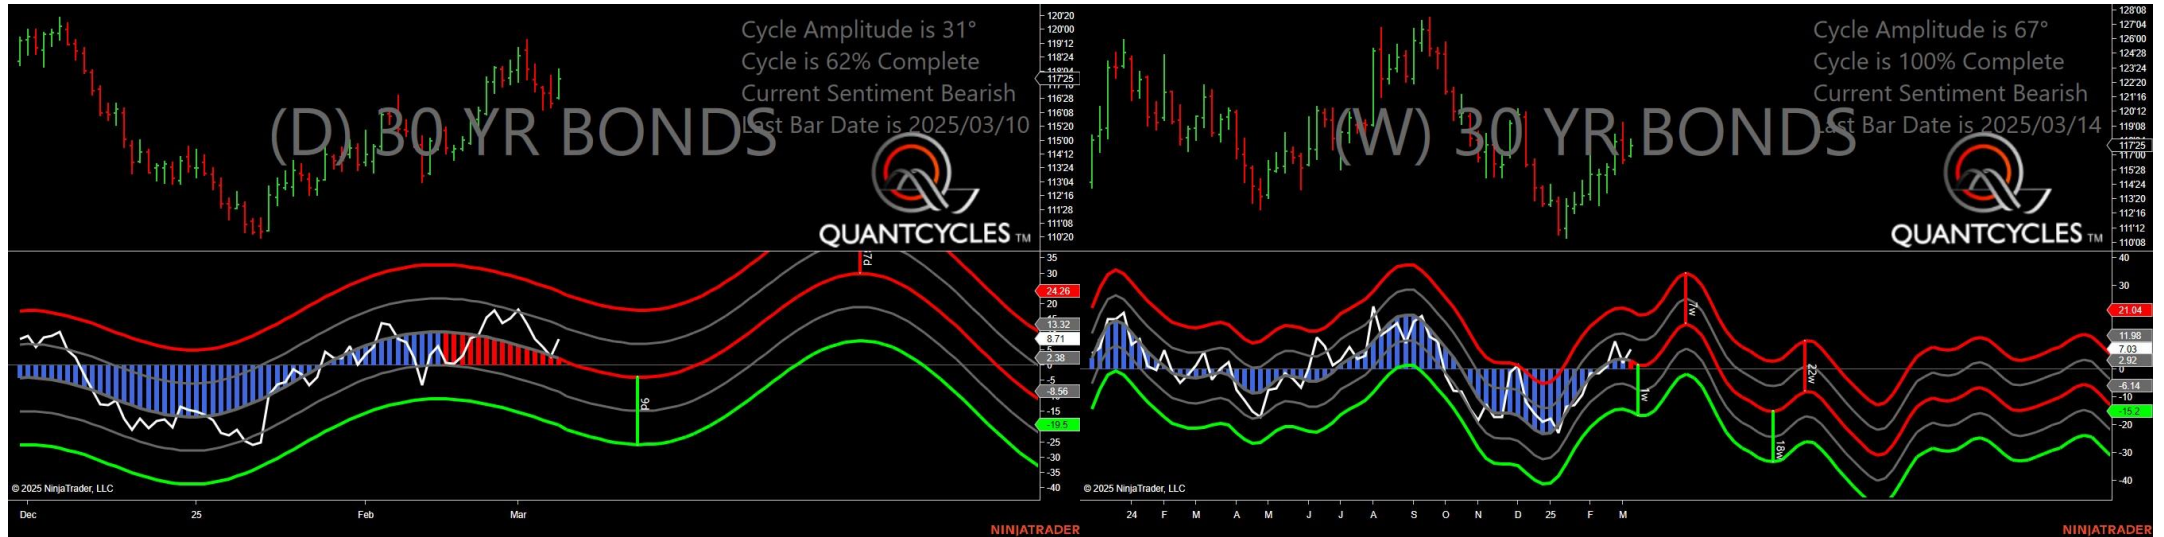 Cycle Amplitude is 31°
Cycle is 62% Complete
Current Sentiment Bearish
Last Bar Date is 2025/03/10
(D) 30 YR BONDS
QUANTCYCLES TM
120'20
120'00
119'12
118'24
117'25
116'28
116'08
115'20
115'00
114'12
113'24
113'04
112'16
111'28
111'08
110'20
35
30
24.26
20
13.32
8.71
5
2.38
0
-5
-8.56
-15
-19.5
-25
-30
-35
-40
7d
9d
© 2025 NinjaTrader, LLC
Dec
25
Feb
Mar
NINJATRADER
Cycle Amplitude is 67°
Cycle is 100% Complete
Current Sentiment Bearish
Last Bar Date is 2025/03/14
(W) 30 YR BONDS
QUANTCYCLES TM
128'08
127'04
126'00
124'28
123'24
122'20
121'16
120'12
119'08
117'25
117'00
115'28
114'24
113'20
112'16
111'12
110'08
40
30
21.04
11.98
7.03
2.92
0
-6.14
-10
-15.2
-20
-30
-40
7w
1w
22w
18w
© 2025 NinjaTrader, LLC
24
F
M
A
M
J
J
A
S
O
N
D
25
F
M
NINJATRADER